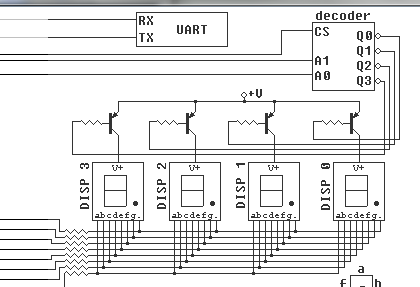 decoder
RX
TX
UART
CS
A1
A0
Q0
Q1
Q2
Q3
+V
DISP 3
V+
abcdefg.
DISP 2
V+
abcdefg.
DISP 1
V+
abcdefg.
DISP 0
V+
abcdefg.
a
f
b